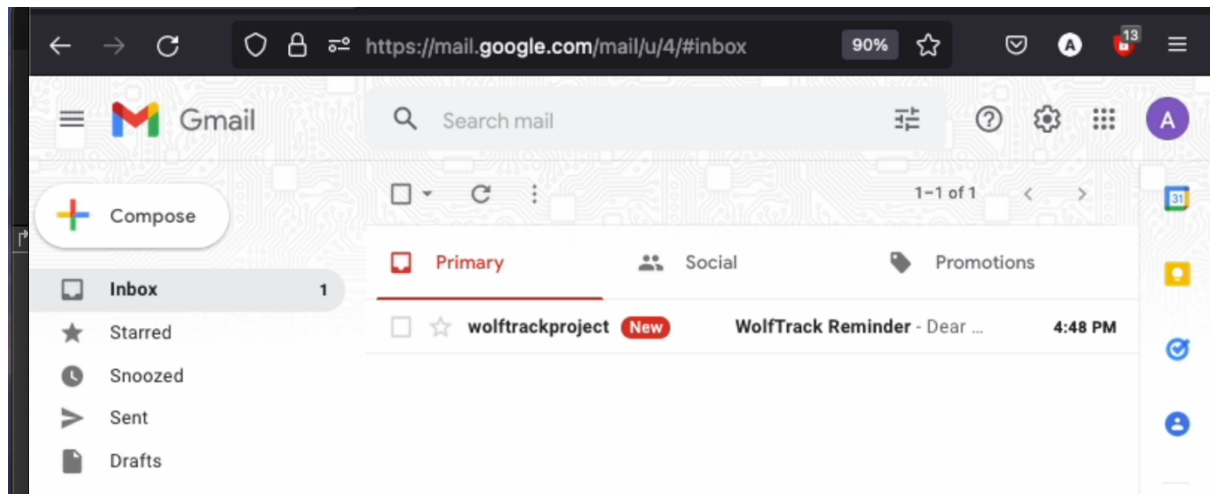 https://mail.google.com/mail/u/4/#inbox 90% A 13
Gmail Search mail A
Compose 1–1 of 1 31
Primary Social Promotions
Inbox 1
wolftrackproject New WolfTrack Reminder - Dear ... 4:48 PM
Starred
Snoozed
Sent
Drafts